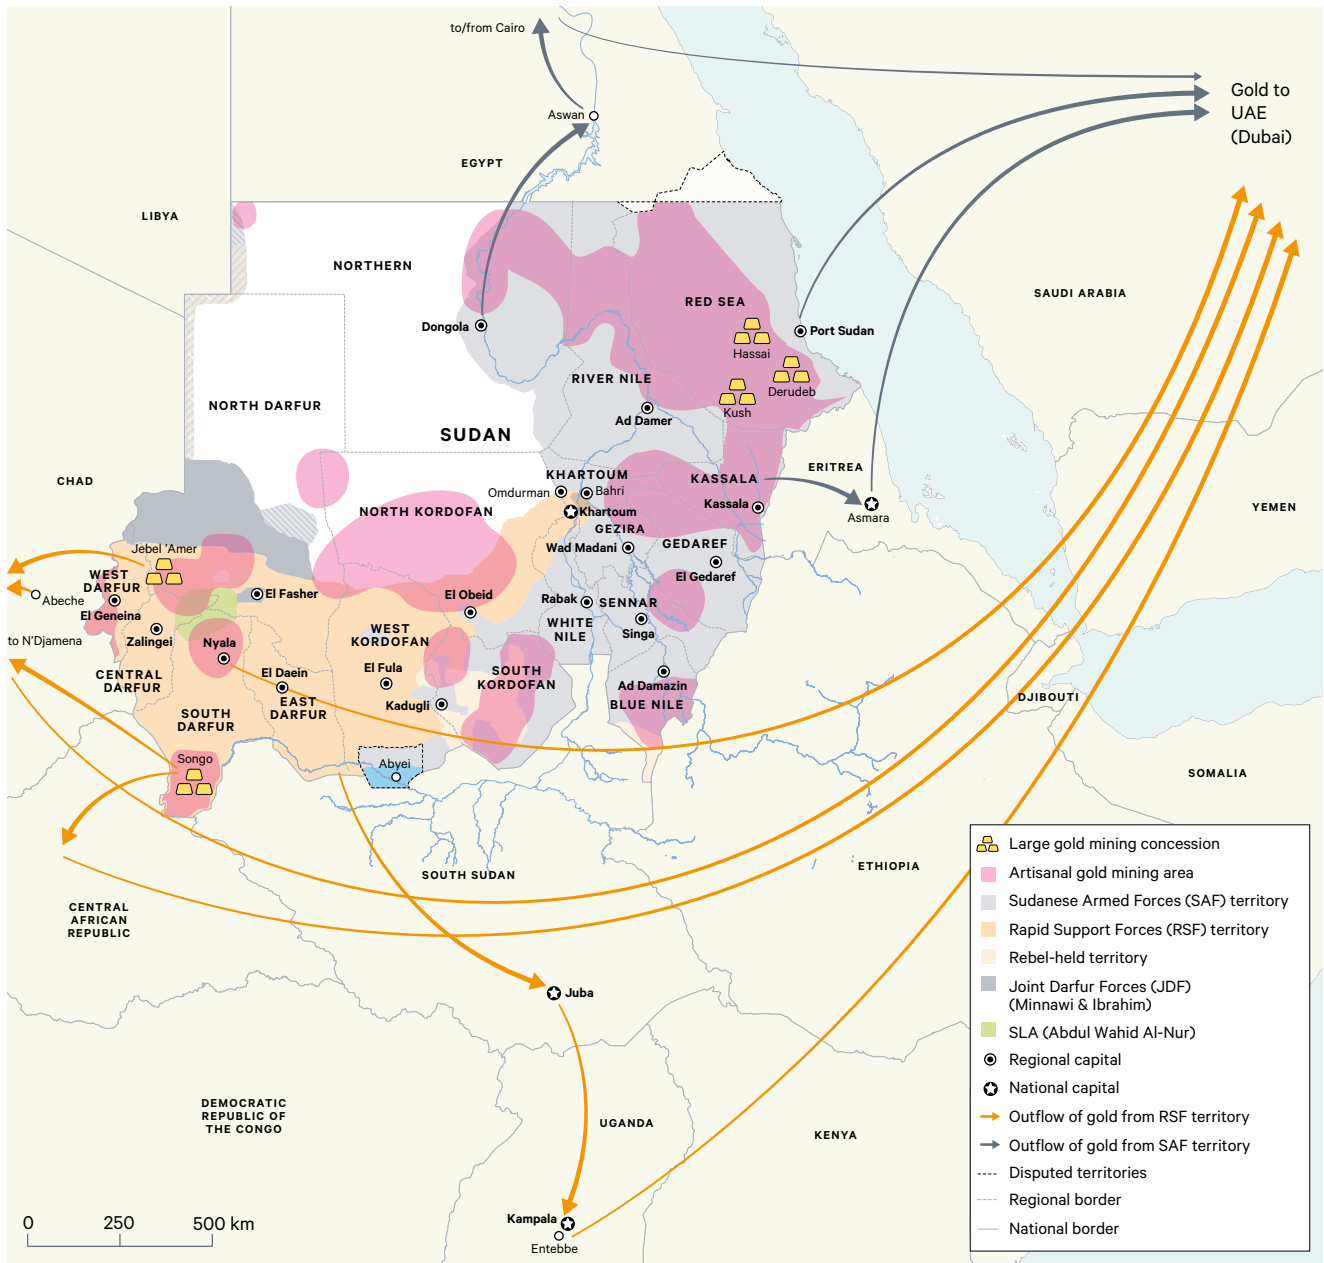 to/from Cairo
Gold to
UAE
(Dubai)
Aswan
EGYPT
LIBYA
NORTHERN
RED SEA
SAUDI ARABIA
Dongola
Port Sudan
Hassai
RIVER NILE
Derudeb
NORTH DARFUR
Kush
Ad Damer
SUDAN
CHAD
ERITREA
KHARTOUM
KASSALA
Omdurman
Bahri
Kassala
NORTH KORDOFAN
Khartoum
Asmara
YEMEN
GEZIRA
Wad Madani
GEDAREF
Jebel 'Amer
El Gedaref
WEST
DARFUR
Abeche
El Fasher
El Obeid
Rabak
SENNAR
El Geneina
WHITE
NILE
Singa
to N'Djamena
Zalingei
Nyala
WEST
KORDOFAN
El Fula
El Daein
SOUTH
KORDOFAN
CENTRAL
DARFUR
Ad Damazin
BLUE NILE
DJIBOUTI
EAST
DARFUR
Kadugli
SOUTH
DARFUR
Songo
Abyei
SOMALIA
SOUTH SUDAN
ETHIOPIA
CENTRAL
AFRICAN
REPUBLIC
Juba
DEMOCRATIC
REPUBLIC OF
THE CONGO
UGANDA
KENYA
Kampala
Entebbe
0 250 500 km
Large gold mining concession
Artisanal gold mining area
Sudanese Armed Forces (SAF) territory
Rapid Support Forces (RSF) territory
Rebel-held territory
Joint Darfur Forces (JDF)
(Minnawi & Ibrahim)
SLA (Abdul Wahid Al-Nur)
Regional capital
National capital
Outflow of gold from RSF territory
Outflow of gold from SAF territory
Disputed territories
Regional border
National border